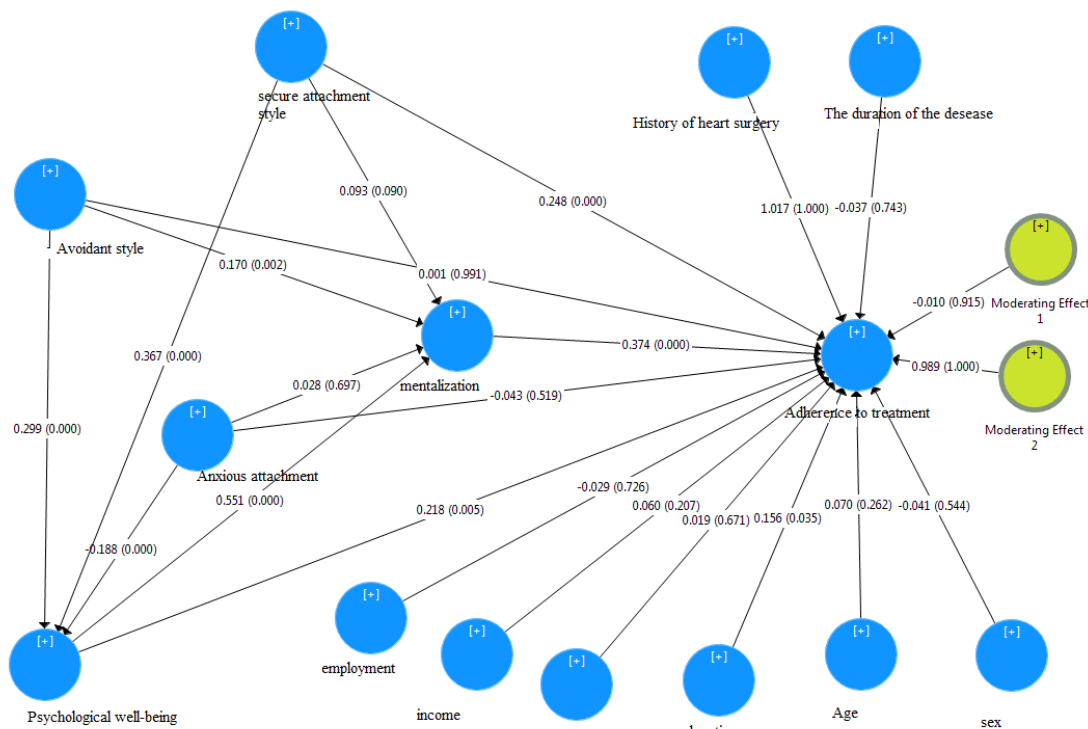 [+]
[+]
[+]
secure attachment
style
History of heart surgery
The duration of the desease
[+]
Avoidant style
0.093 (0.090)
0.248 (0.000)
1.017 (1.000)
-0.037 (0.743)
[+]
Moderating Effect
1
0.170 (0.002)
0.001 (0.991)
-0.010 (0.915)
[+]
mentalization
0.374 (0.000)
[+]
Adherence to treatment
[+]
0.989 (1.000)
Moderating Effect
2
0.367 (0.000)
0.028 (0.697)
-0.043 (0.519)
[+]
Anxious attachment
0.299 (0.000)
0.551 (0.000)
-0.188 (0.000)
0.218 (0.005)
-0.029 (0.726)
0.060 (0.207)
0.019 (0.671)
0.156 (0.035)
0.070 (0.262)
-0.041 (0.544)
[+]
Psychological well-being
[+]
employment
[+]
income
[+]
[+]
[+]
Age
[+]
sex